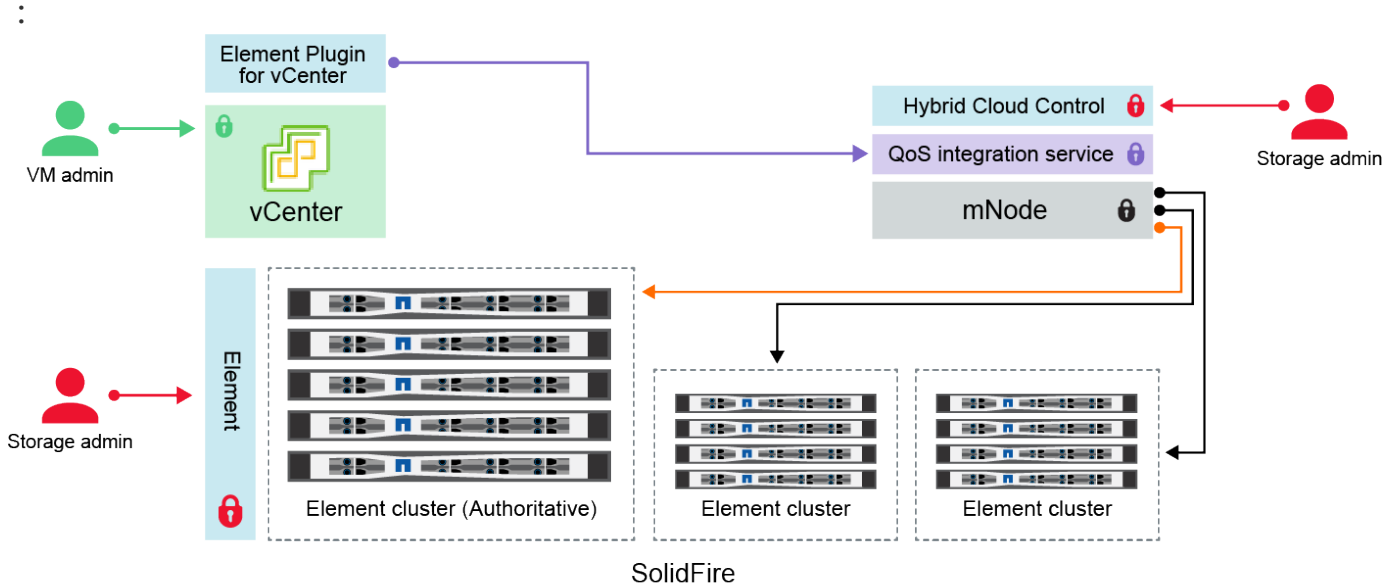 :
Element Plugin
for vCenter
VM admin
vCenter
Hybrid Cloud Control
QoS integration service
mNode
Storage admin
Storage admin
Element
Element cluster (Authoritative)
Element cluster
Element cluster
SolidFire